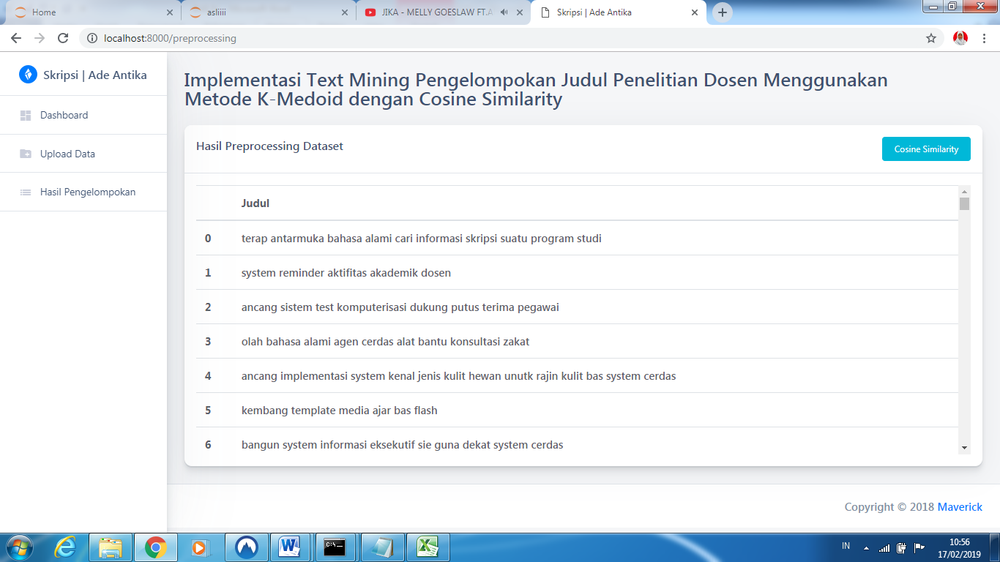 Home
asliiii
JIKA - MELLY GOESLAW FT.A
Skripsi | Ade Antika
localhost:8000/preprocessing
Skripsi | Ade Antika
Dashboard
Upload Data
Hasil Pengelompokan
Implementasi Text Mining Pengelompokan Judul Penelitian Dosen Menggunakan
Metode K-Medoid dengan Cosine Similarity
Hasil Preprocessing Dataset
Cosine Similarity
Judul
0 terap antarmuka bahasa alami cari informasi skripsi suatu program studi
1 system reminder aktifitas akademik dosen
2 ancang sistem test komputerisasi dukung putus terima pegawai
3 olah bahasa alami agen cerdas alat bantu konsultasi zakat
4 ancang implementasi system kenal jenis kulit hewan unutk rajin kulit bas system cerdas
5 kembang template media ajar bas flash
6 bangun system informasi eksekutif sie guna dekat system cerdas
Copyright © 2018 Maverick
IN
10:56
17/02/2019